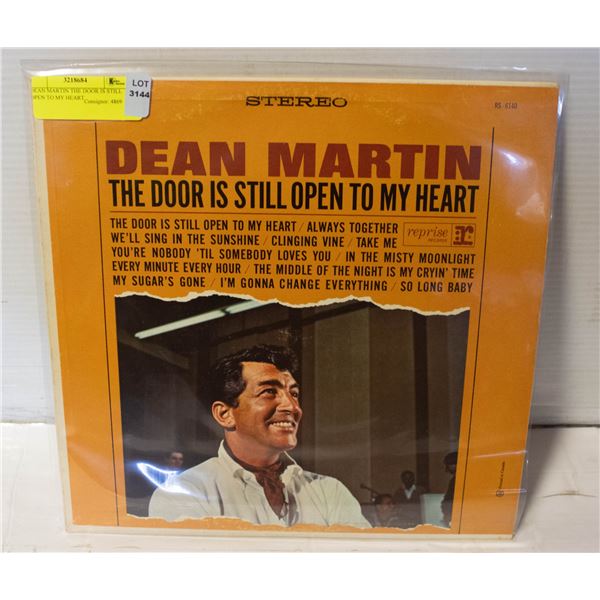 3218684
DEAN MARTIN THE DOOR IS STILL
OPEN TO MY HEART
Consignor: 4869
LOT
3144
STEREO
RS 6140
DEAN MARTIN
THE DOOR IS STILL OPEN TO MY HEART
THE DOOR IS STILL OPEN TO MY HEART / ALWAYS TOGETHER
WE'LL SING IN THE SUNSHINE / CLINGING VINE / TAKE ME
YOU'RE NOBODY 'TIL SOMEBODY LOVES YOU / IN THE MISTY MOONLIGHT
EVERY MINUTE EVERY HOUR / THE MIDDLE OF THE NIGHT IS MY CRYIN' TIME
MY SUGAR'S GONE / I'M GONNA CHANGE EVERYTHING / SO LONG BABY
reprise
RECORDS
r: